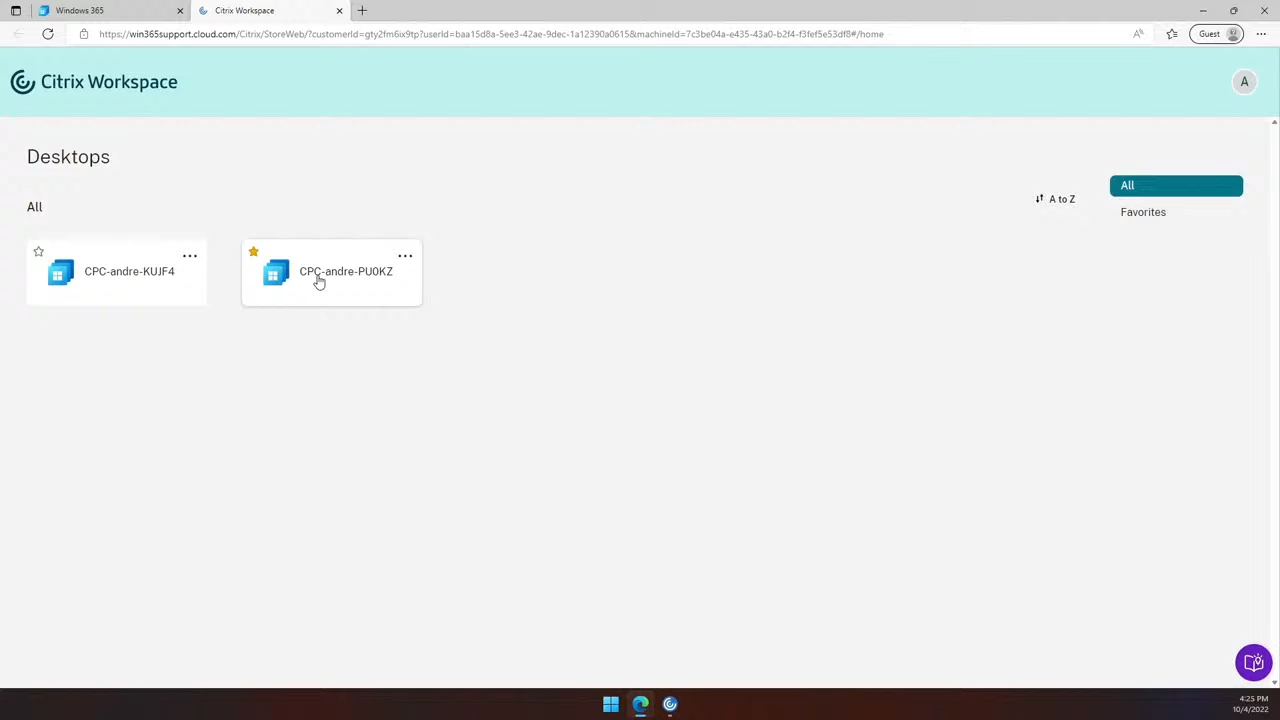 Windows 365
Citrix Workspace
https://win365support.cloud.com/Citrix/StoreWeb/?customerId=gty2fm6ix9tp?userId=baa15d8a-5ee3-42ae-9dec-1a12390a0615&machineId=7c3be04a-e435-43a0-b2f4-f3fef5e53df8#/home
Guest
Citrix Workspace
A
Desktops
All
A to Z
All
Favorites
CPC-andre-KUJF4
CPC-andre-PU0KZ
4:25 PM
10/4/2022